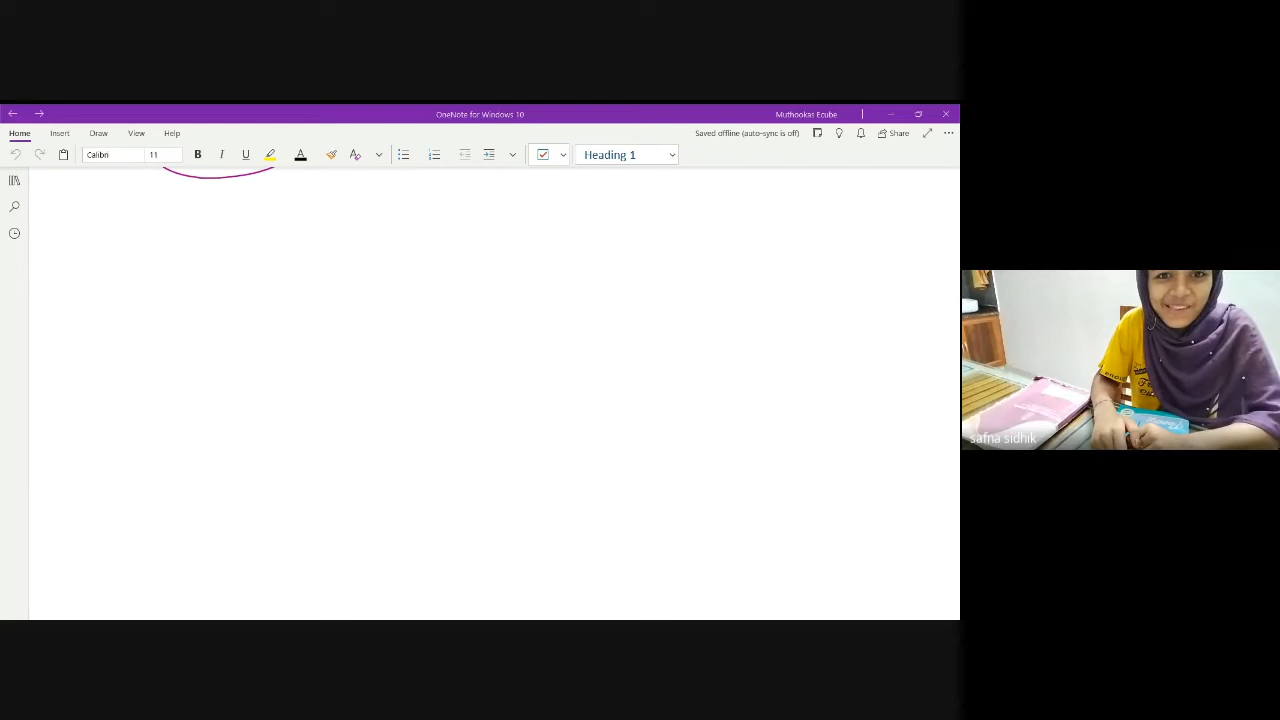 OneNote for Windows 10
Muthookas Ecube
Home Insert Draw View Help
Saved offline (auto-sync is off)
Share
Calibri 11 B I U A A Heading 1
safna sidhik